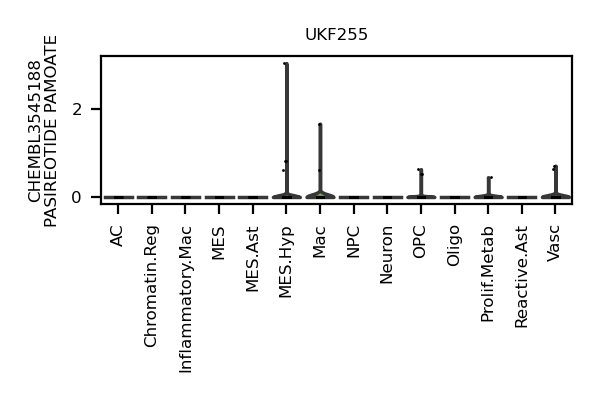 UKF255
CHEMBL3545188
PASIREOTIDE PAMOATE
2
0
AC
Chromatin.Reg
Inflammatory.Mac
MES
MES.Ast
MES.Hyp
Mac
NPC
Neuron
OPC
Oligo
Prolif.Metab
Reactive.Ast
Vasc